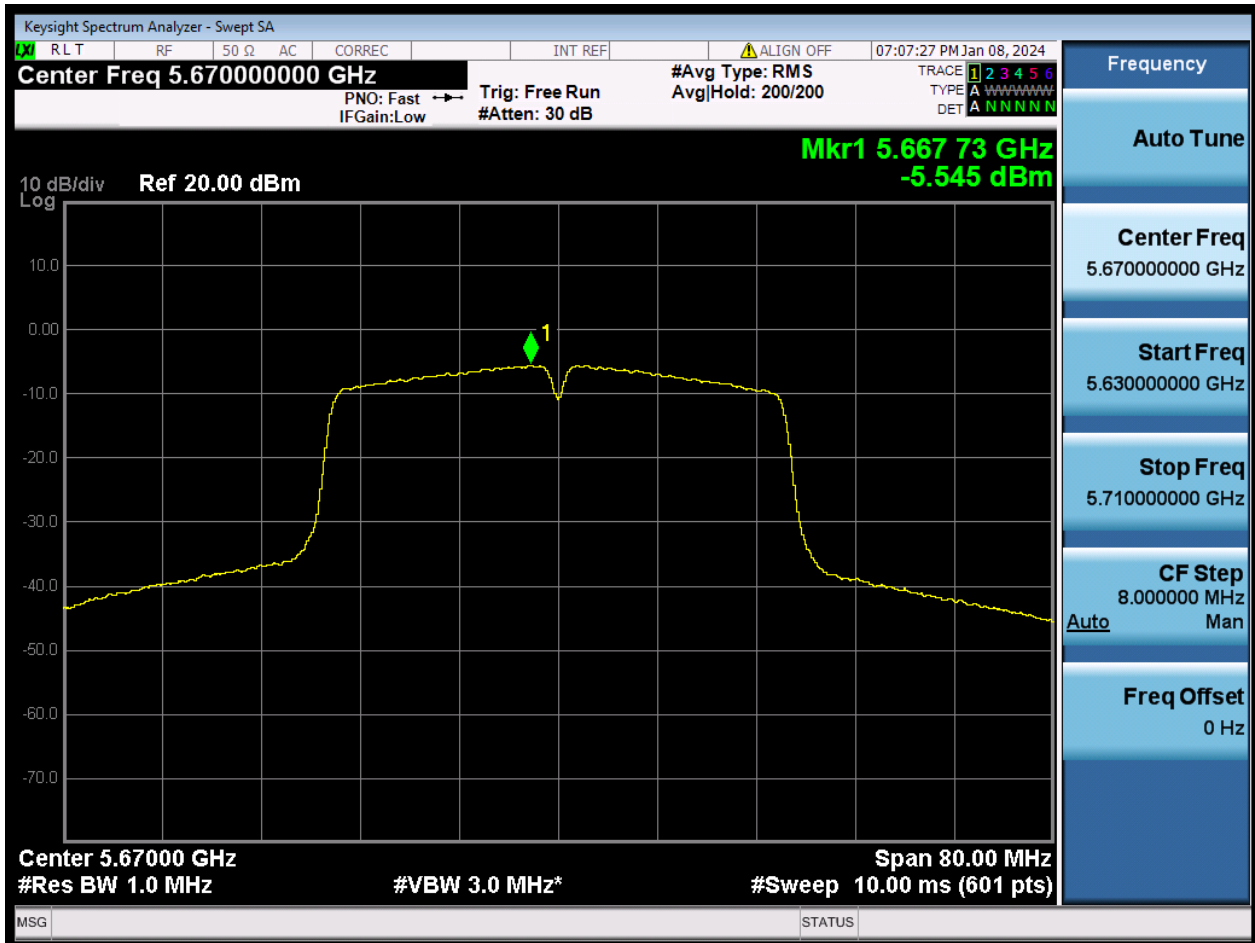 Keysight Spectrum Analyzer - Swept SA
LXI RLT RF 50 Ω AC CORREC INT REF ALIGN OFF 07:07:27 PM Jan 08, 2024
Center Freq 5.670000000 GHz
PNO: Fast
IFGain:Low
Trig: Free Run
#Atten: 30 dB
#Avg Type: RMS
Avg|Hold: 200/200
TRACE 1 2 3 4 5 6
TYPE A WWWWW
DET A N N N N N
Mkr1 5.667 73 GHz
-5.545 dBm
10 dB/div Ref 20.00 dBm
Log
10.0
0.00
-10.0
-20.0
-30.0
-40.0
-50.0
-60.0
-70.0
1
Center 5.67000 GHz Span 80.00 MHz
#Res BW 1.0 MHz #VBW 3.0 MHz* #Sweep 10.00 ms (601 pts)
MSG STATUS
Frequency
Auto Tune
Center Freq
5.670000000 GHz
Start Freq
5.630000000 GHz
Stop Freq
5.710000000 GHz
CF Step
8.000000 MHz
Auto Man
Freq Offset
0 Hz